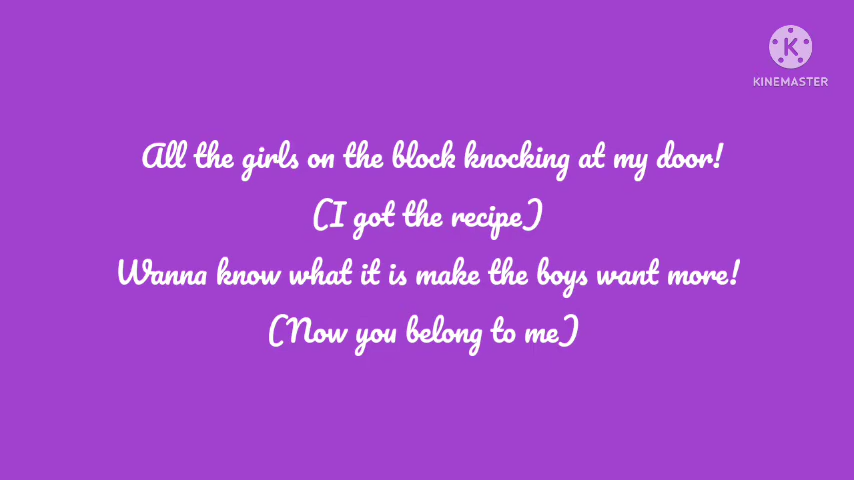 K
KINEMASTER
All the girls on the block knocking at my door!
(I got the recipe)
Wanna know what it is make the boys want more!
(Now you belong to me)